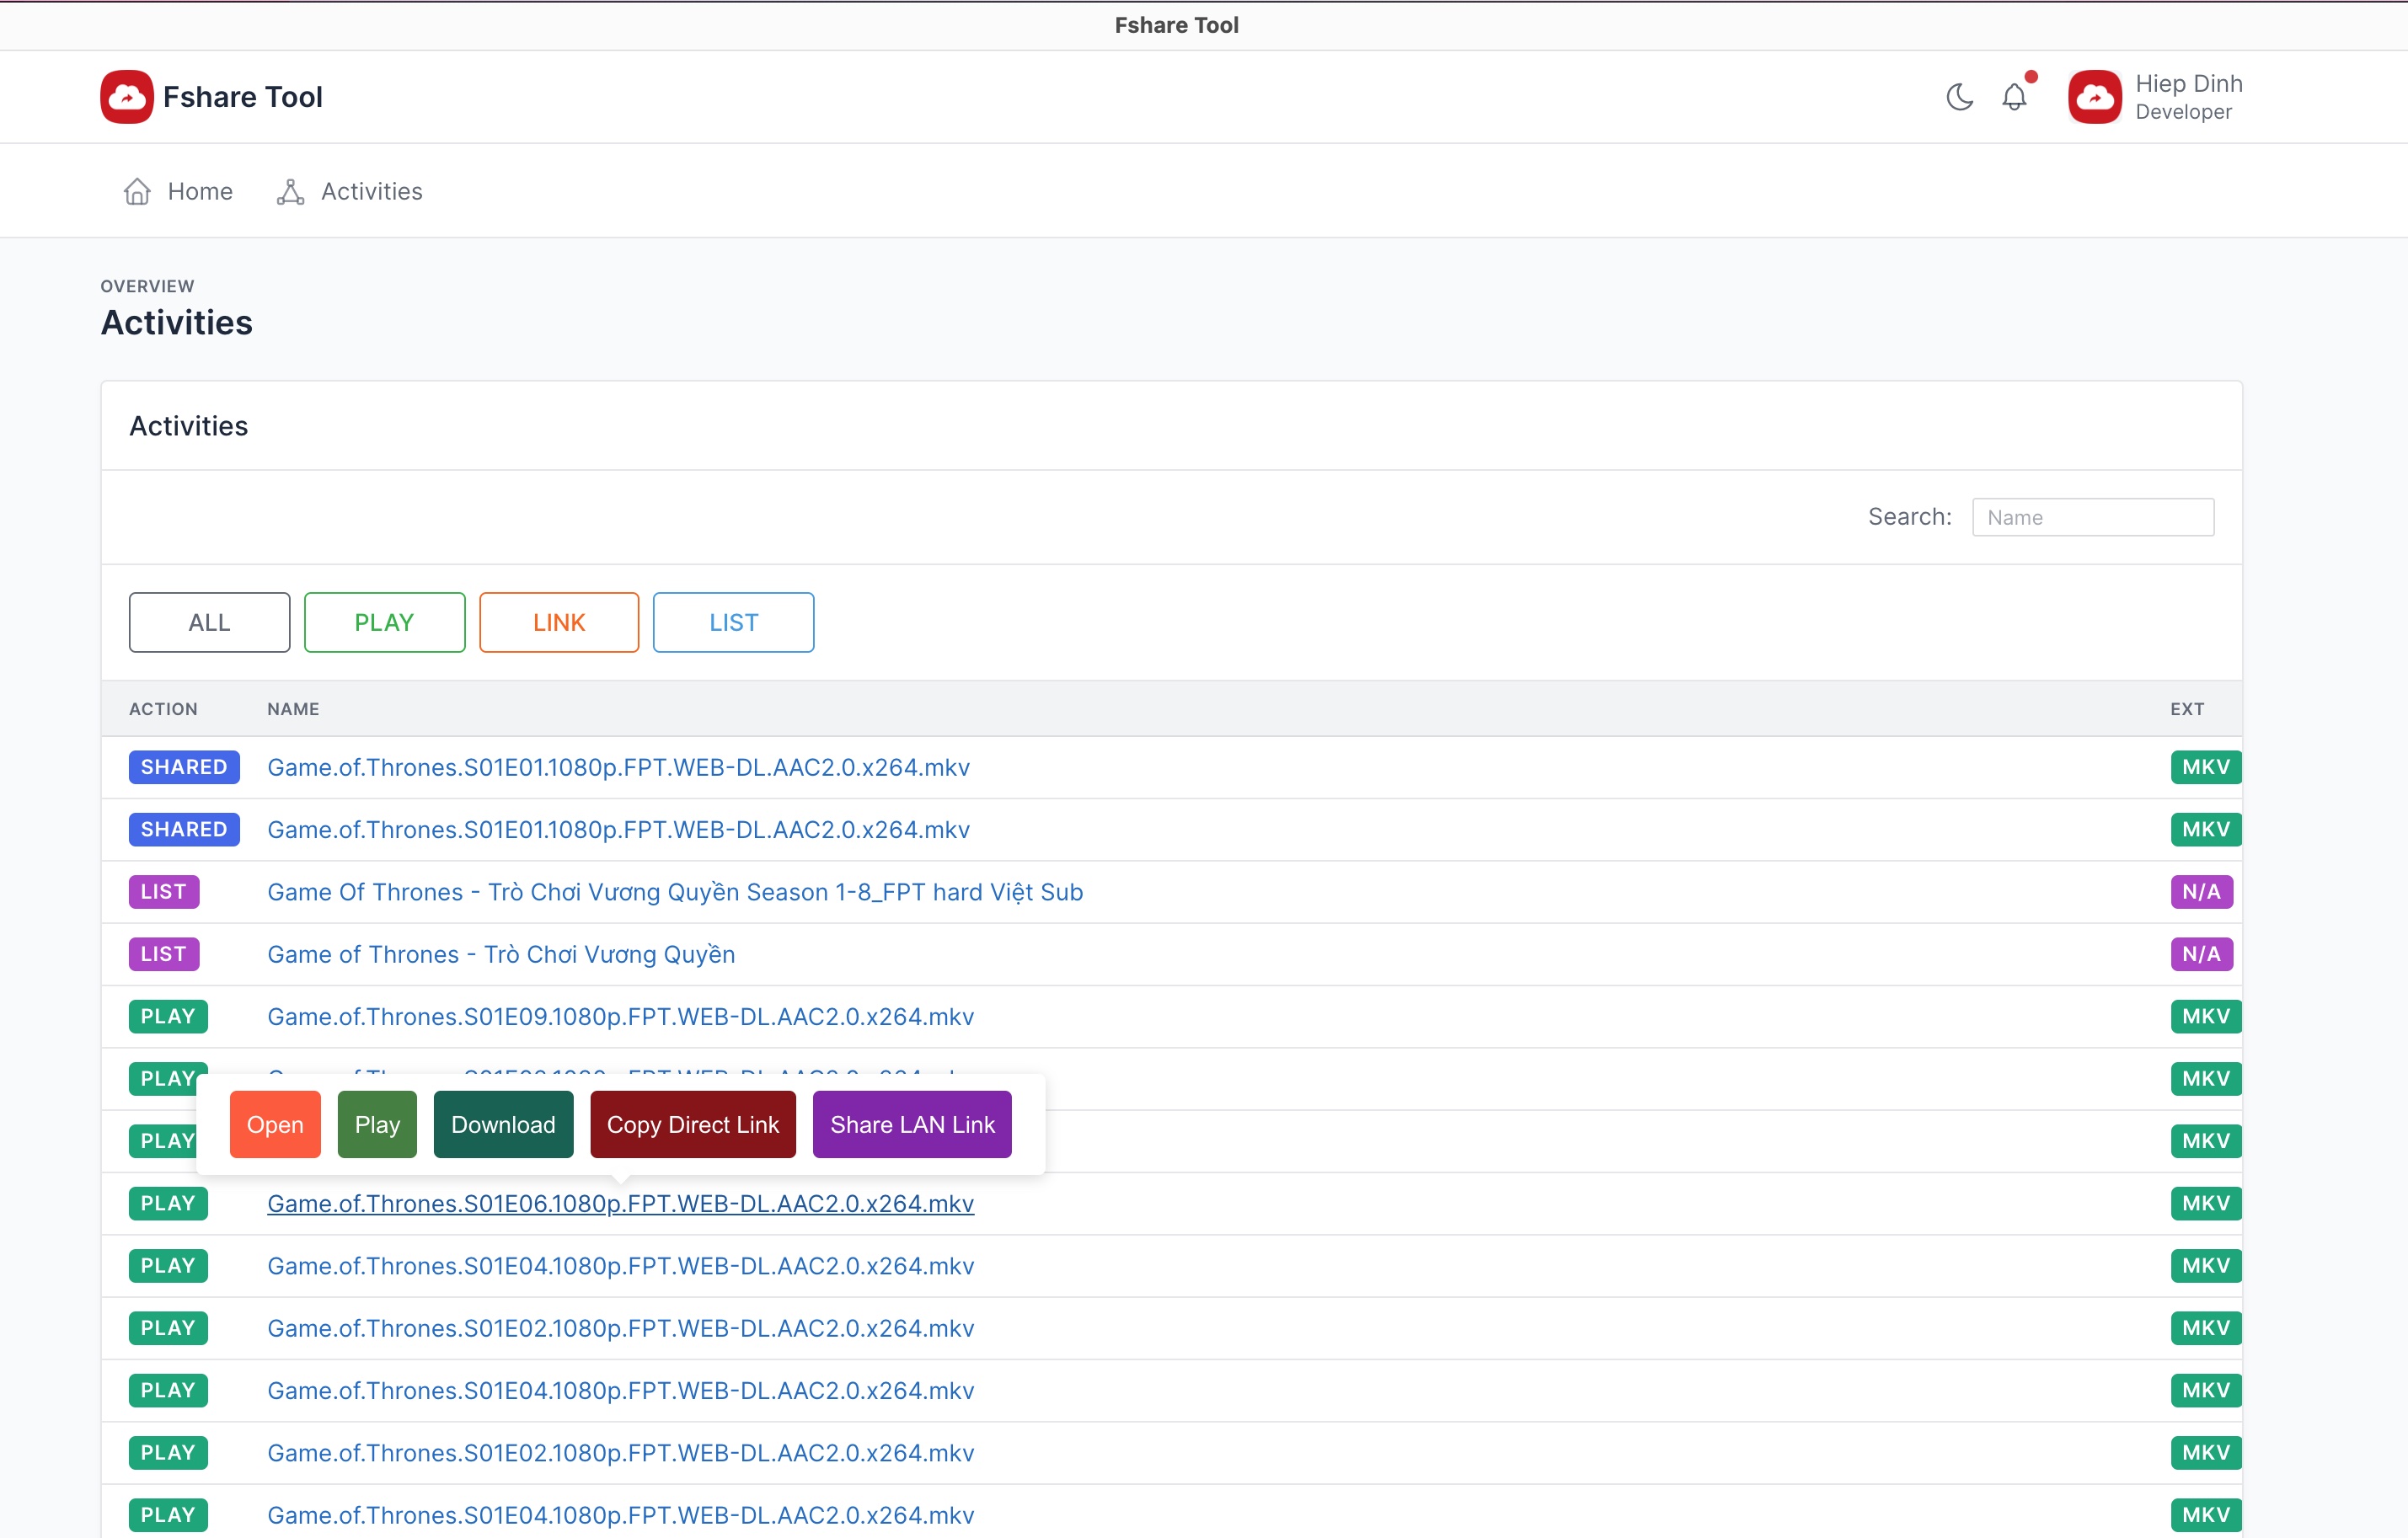 Fshare Tool
Fshare Tool
Hiep Dinh
Developer
Home Activities
OVERVIEW
Activities
Activities
Search: Name
ALL PLAY LINK LIST
ACTION NAME EXT
SHARED Game.of.Thrones.S01E01.1080p.FPT.WEB-DL.AAC2.0.x264.mkv MKV
SHARED Game.of.Thrones.S01E01.1080p.FPT.WEB-DL.AAC2.0.x264.mkv MKV
LIST Game Of Thrones - Trò Chơi Vương Quyền Season 1-8_FPT hard Việt Sub N/A
LIST Game of Thrones - Trò Chơi Vương Quyền N/A
PLAY Game.of.Thrones.S01E09.1080p.FPT.WEB-DL.AAC2.0.x264.mkv MKV
PLAY MKV
Open Play Download Copy Direct Link Share LAN Link
PLAY MKV
PLAY Game.of.Thrones.S01E06.1080p.FPT.WEB-DL.AAC2.0.x264.mkv MKV
PLAY Game.of.Thrones.S01E04.1080p.FPT.WEB-DL.AAC2.0.x264.mkv MKV
PLAY Game.of.Thrones.S01E02.1080p.FPT.WEB-DL.AAC2.0.x264.mkv MKV
PLAY Game.of.Thrones.S01E04.1080p.FPT.WEB-DL.AAC2.0.x264.mkv MKV
PLAY Game.of.Thrones.S01E02.1080p.FPT.WEB-DL.AAC2.0.x264.mkv MKV
PLAY Game.of.Thrones.S01E04.1080p.FPT.WEB-DL.AAC2.0.x264.mkv MKV